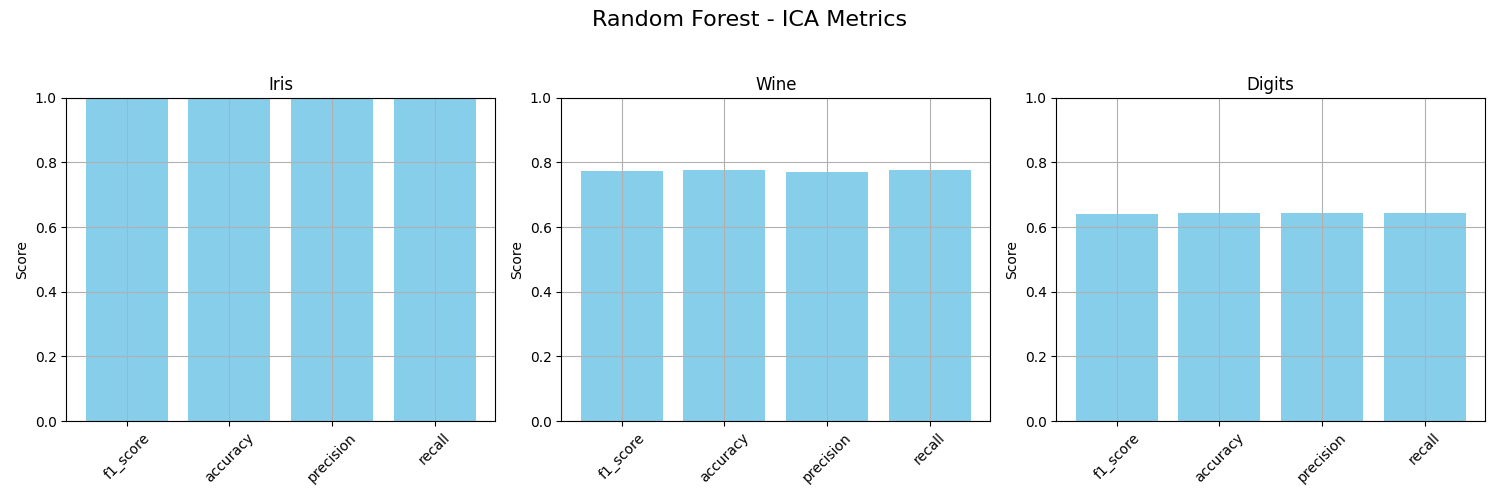 Random Forest - ICA Metrics
Iris
Score
1.0
0.8
0.6
0.4
0.2
0.0
f1_score
accuracy
precision
recall
Wine
Score
1.0
0.8
0.6
0.4
0.2
0.0
f1_score
accuracy
precision
recall
Digits
Score
1.0
0.8
0.6
0.4
0.2
0.0
f1_score
accuracy
precision
recall